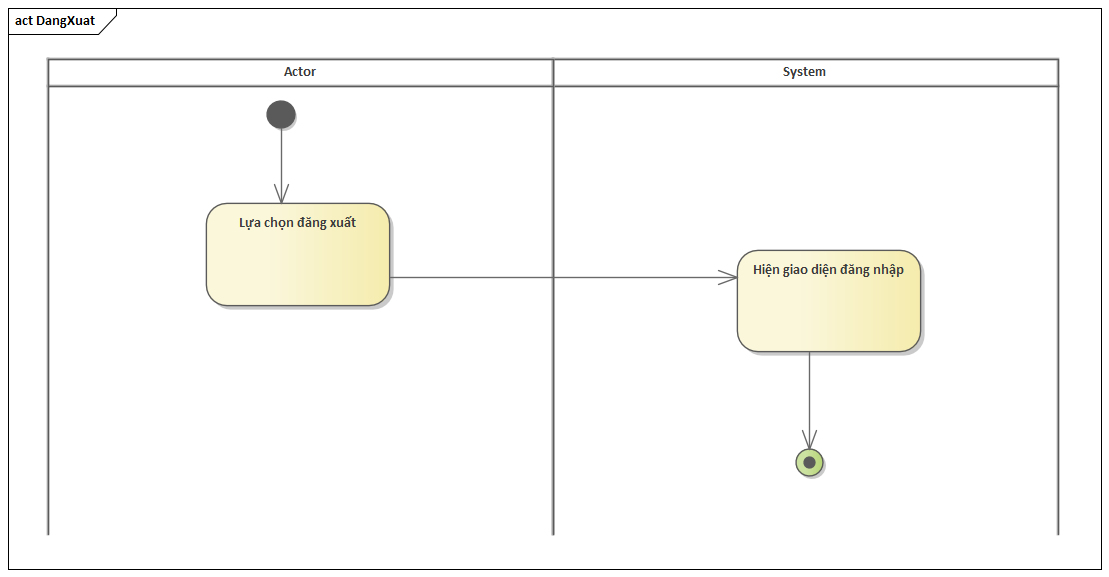 act DangXuat
Actor
System
Lựa chọn đăng xuất
Hiện giao diện đăng nhập